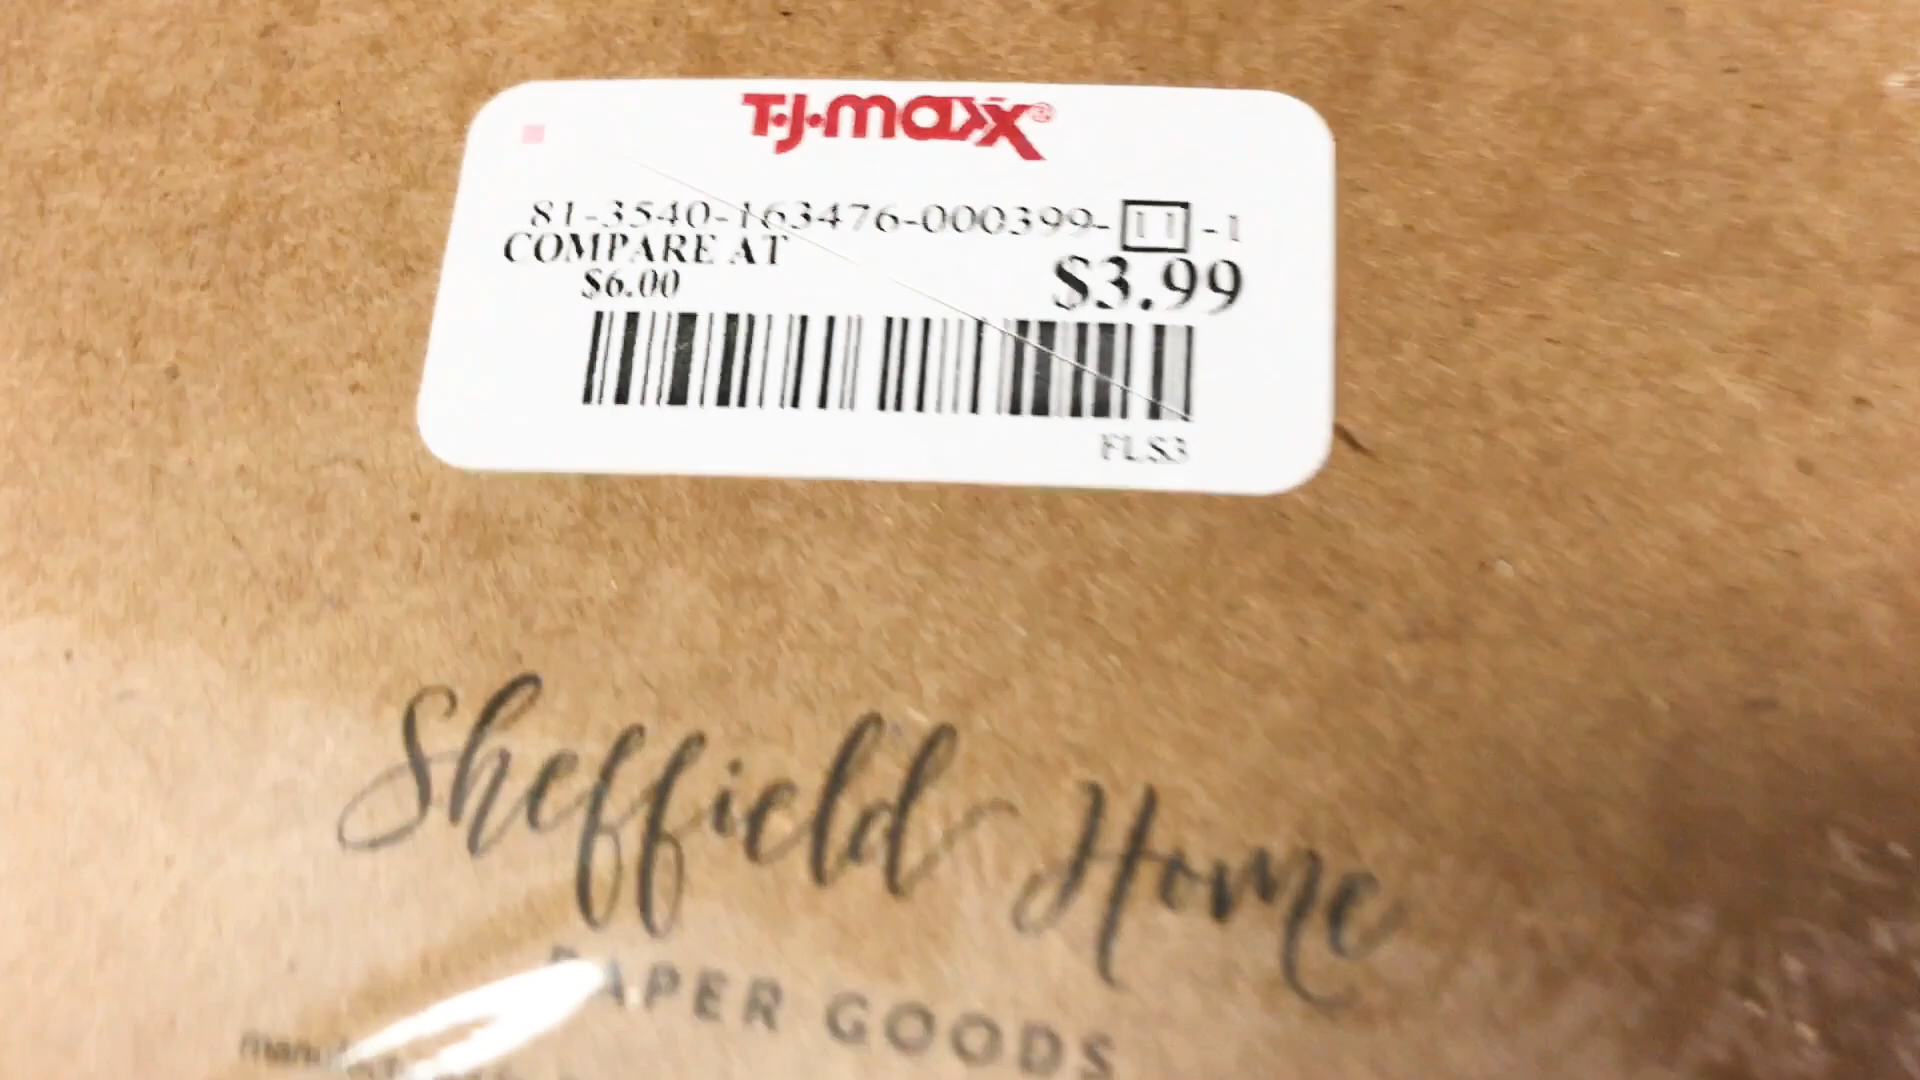 T.J.maxx®
81-3540-163476-000399-11-1
COMPARE AT
$6.00 $3.99
FLS3
Sheffield Home
PAPER GOODS